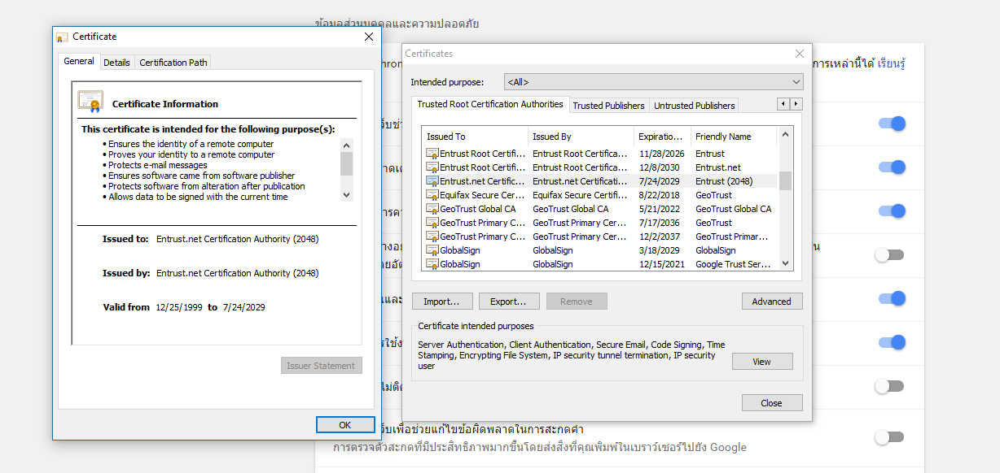 ข้อมูลส่วนบุคคลและความปลอดภัย
Certificate
General
Details
Certification Path
Certificate Information
This certificate is intended for the following purpose(s):
• Ensures the identity of a remote computer
• Proves your identity to a remote computer
• Protects e-mail messages
• Ensures software came from software publisher
• Protects software from alteration after publication
• Allows data to be signed with the current time
Issued to: Entrust.net Certification Authority (2048)
Issued by: Entrust.net Certification Authority (2048)
Valid from 12/25/1999 to 7/24/2029
Issuer Statement
OK
Certificates
Intended purpose: <All>
Trusted Root Certification Authorities
Trusted Publishers
Untrusted Publishers
Issued To Issued By Expiratio... Friendly Name
Entrust Root Certifi... Entrust Root Certifica... 11/28/2026 Entrust
Entrust Root Certifi... Entrust Root Certifica... 12/8/2030 Entrust.net
Entrust.net Certific... Entrust.net Certificati... 7/24/2029 Entrust (2048)
Equifax Secure Cer... Equifax Secure Certifi... 8/22/2018 GeoTrust
GeoTrust Global CA GeoTrust Global CA 5/21/2022 GeoTrust Global CA
GeoTrust Primary C... GeoTrust Primary Cer... 7/17/2036 GeoTrust
GeoTrust Primary C... GeoTrust Primary Cer... 12/2/2037 GeoTrust Primar...
GlobalSign GlobalSign 3/18/2029 GlobalSign
GlobalSign GlobalSign 12/15/2021 Google Trust Ser...
Import... Export... Remove Advanced
Certificate intended purposes
Server Authentication, Client Authentication, Secure Email, Code Signing, Time
Stamping, Encrypting File System, IP security tunnel termination, IP security
user
View
Close
การเหล่านี้ได้ เรียนรู้
เว็บเพื่อช่วยแก้ไขข้อผิดพลาดในการสะกดคำ
การตรวจตัวสะกดที่มีประสิทธิภาพมากขึ้นโดยส่งสิ่งที่คุณพิมพ์ในเบราว์เซอร์ไปยัง Google